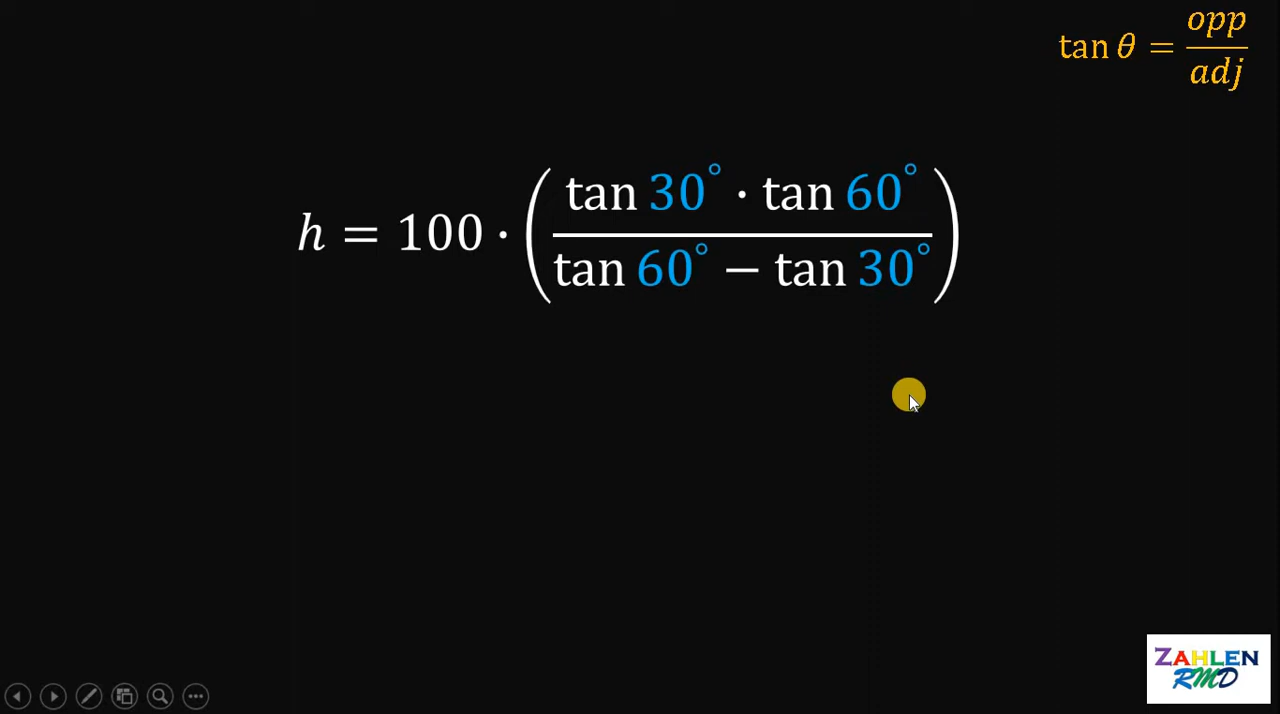 tan θ = opp/adj
h = 100 · (tan 30° · tan 60° / tan 60° − tan 30°)
ZAHLEN
RMD